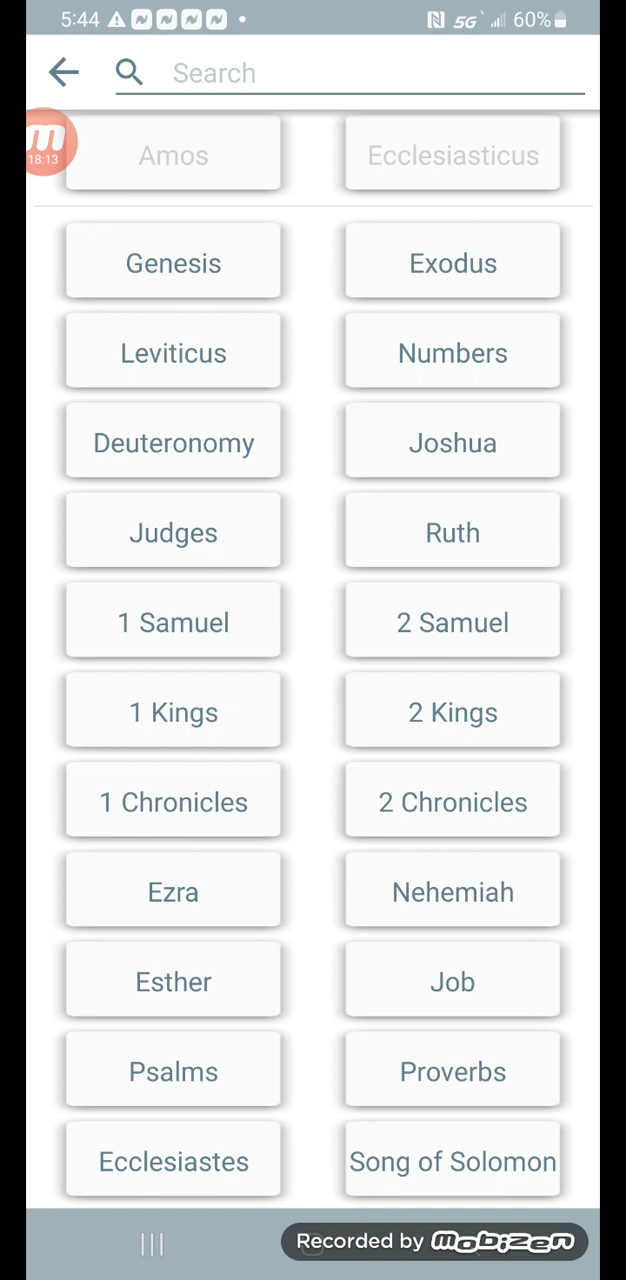 5:44 5G 60%
Search
18:13
Amos Ecclesiasticus
Genesis Exodus
Leviticus Numbers
Deuteronomy Joshua
Judges Ruth
1 Samuel 2 Samuel
1 Kings 2 Kings
1 Chronicles 2 Chronicles
Ezra Nehemiah
Esther Job
Psalms Proverbs
Ecclesiastes Song of Solomon
Recorded by mobizen